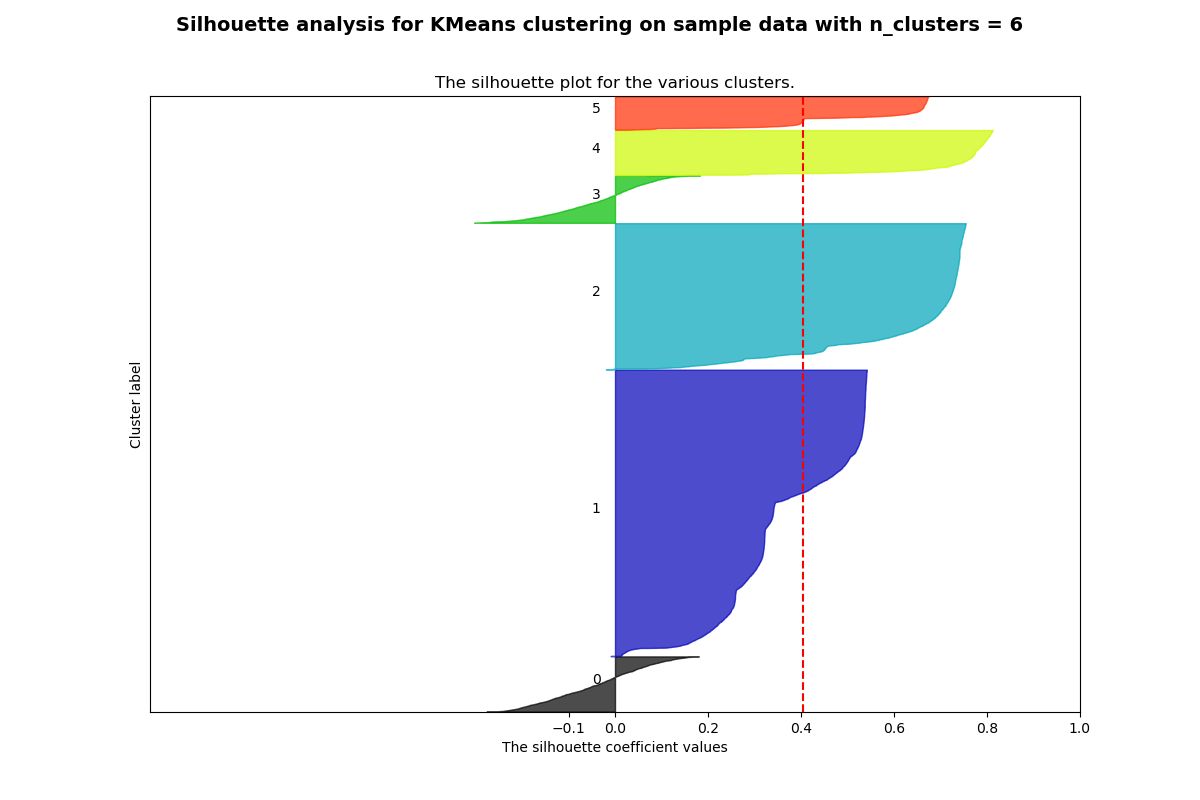 Silhouette analysis for KMeans clustering on sample data with n_clusters = 6
The silhouette plot for the various clusters.
5
4
3
2
1
0
Cluster label
−0.1 0.0 0.2 0.4 0.6 0.8 1.0
The silhouette coefficient values